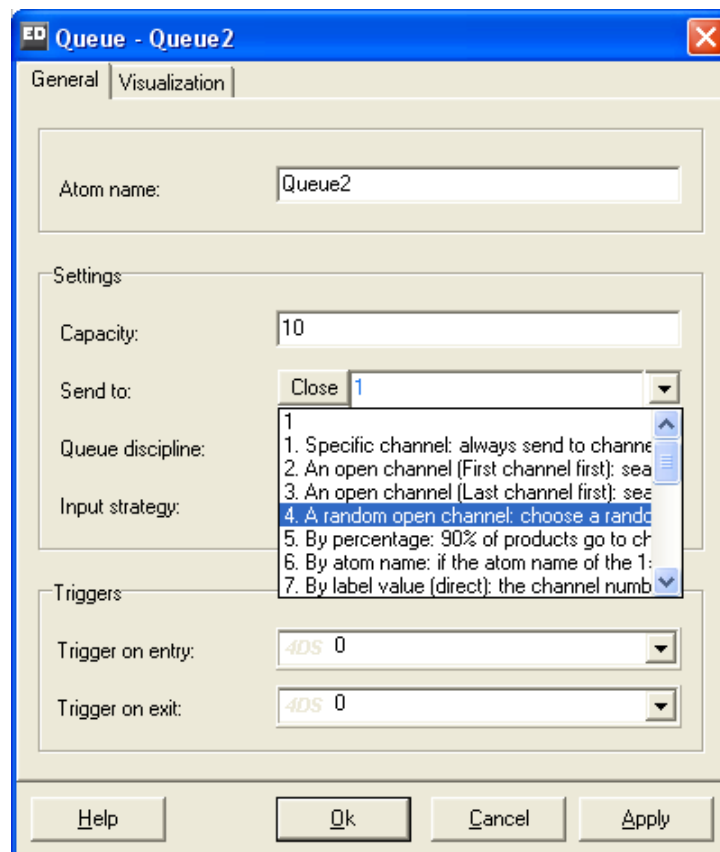 ED Queue - Queue2
General Visualization
Atom name: Queue2
Settings
Capacity: 10
Send to: Close 1
1
1. Specific channel: always send to channe
Queue discipline:
2. An open channel (First channel first): sea
3. An open channel (Last channel first): sea
Input strategy:
4. A random open channel: choose a rando
5. By percentage: 90% of products go to ch
6. By atom name: if the atom name of the 1
7. By label value (direct): the channel numb
Triggers
Trigger on entry: 4DS 0
Trigger on exit: 4DS 0
Help Ok Cancel Apply